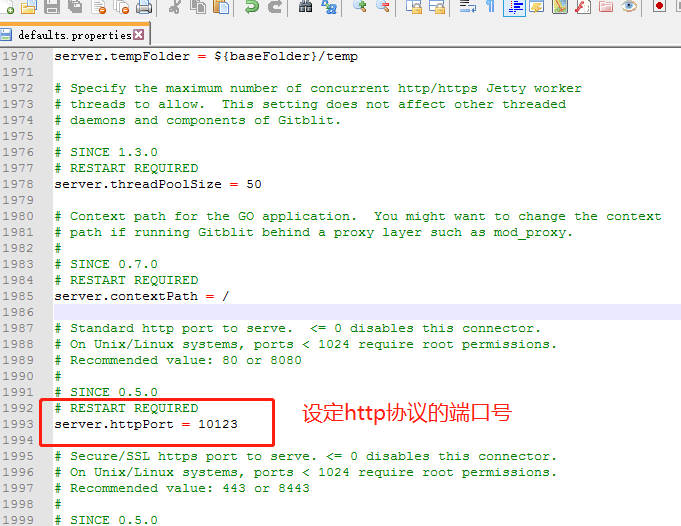 defaults.properties
1970 server.tempFolder = ${baseFolder}/temp
1971
1972 # Specify the maximum number of concurrent http/https Jetty worker
1973 # threads to allow.  This setting does not affect other threaded
1974 # daemons and components of Gitblit.
1975 #
1976 # SINCE 1.3.0
1977 # RESTART REQUIRED
1978 server.threadPoolSize = 50
1979
1980 # Context path for the GO application.  You might want to change the context
1981 # path if running Gitblit behind a proxy layer such as mod_proxy.
1982 #
1983 # SINCE 0.7.0
1984 # RESTART REQUIRED
1985 server.contextPath = /
1986
1987 # Standard http port to serve.  <= 0 disables this connector.
1988 # On Unix/Linux systems, ports < 1024 require root permissions.
1989 # Recommended value: 80 or 8080
1990 #
1991 # SINCE 0.5.0
1992 # RESTART REQUIRED
1993 server.httpPort = 10123
设定http协议的端口号
1994
1995 # Secure/SSL https port to serve. <= 0 disables this connector.
1996 # On Unix/Linux systems, ports < 1024 require root permissions.
1997 # Recommended value: 443 or 8443
1998 #
1999 # SINCE 0.5.0